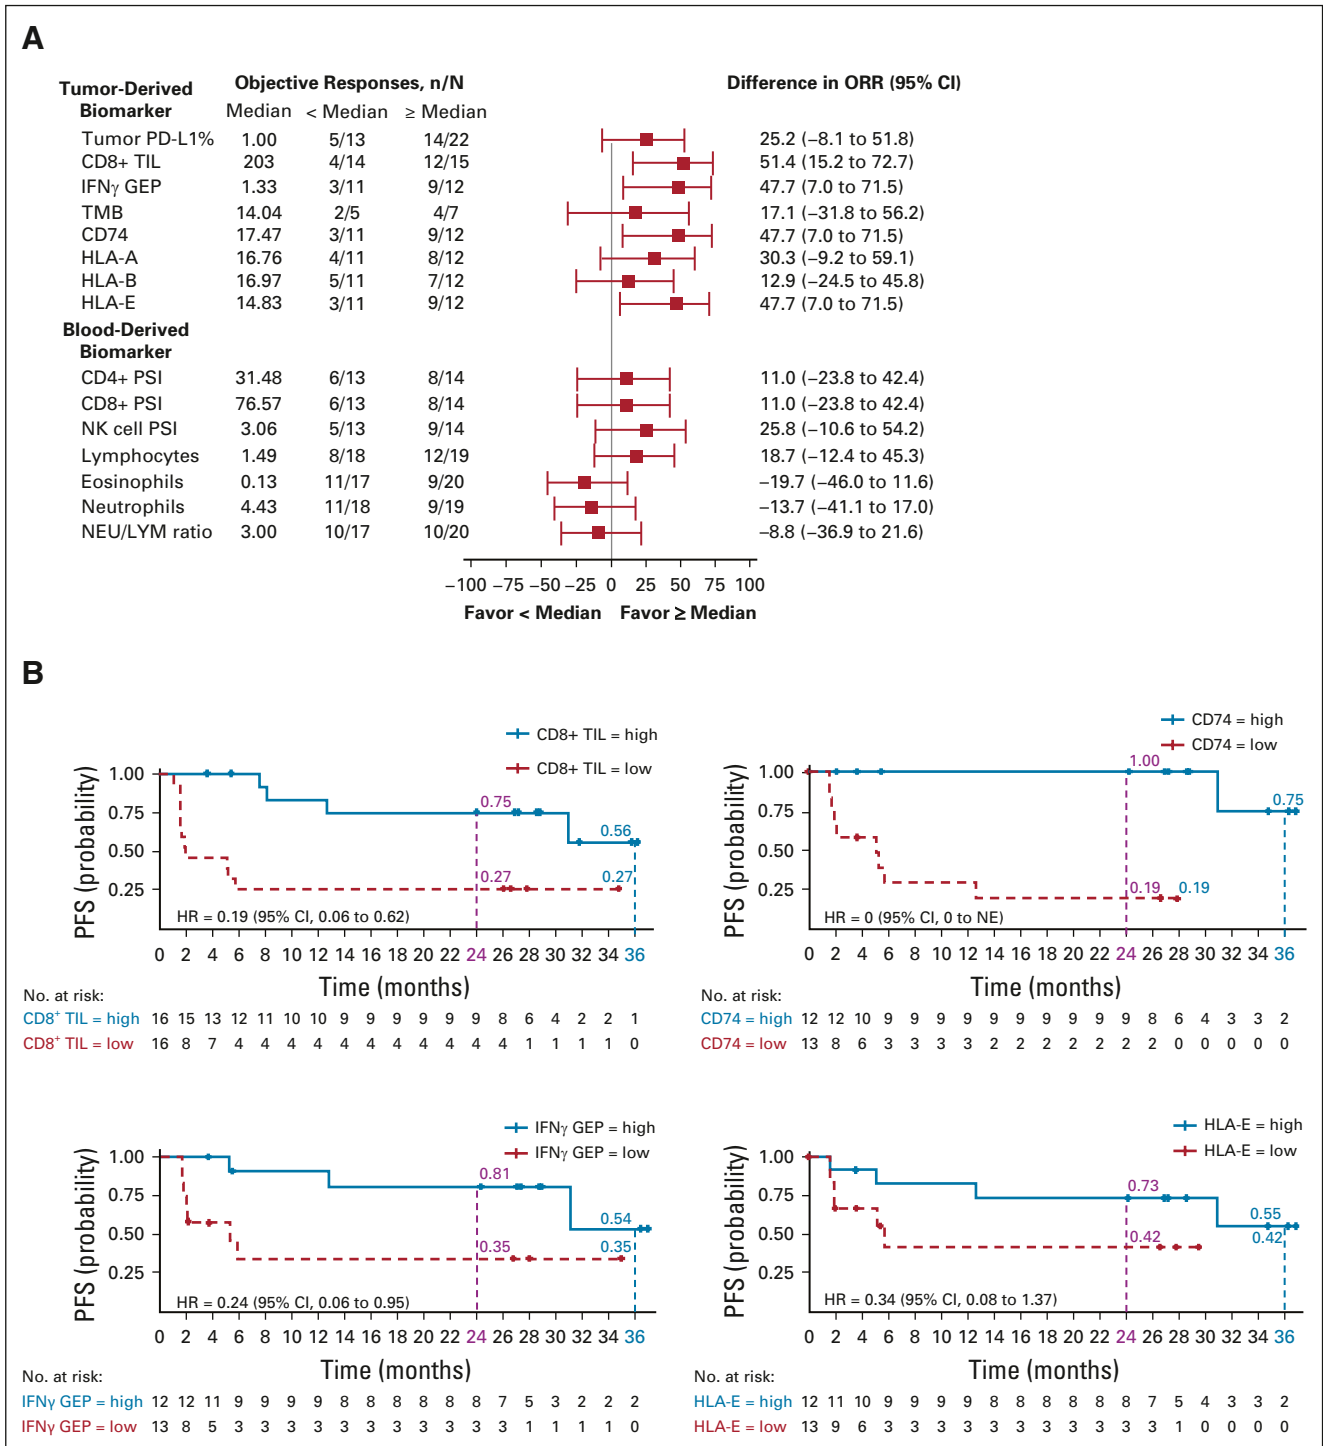 A
Tumor-Derived Biomarker Objective Responses, n/N Difference in ORR (95% CI)
Median < Median ≥ Median
Tumor PD-L1% 1.00 5/13 14/22 25.2 (−8.1 to 51.8)
CD8+ TIL 203 4/14 12/15 51.4 (15.2 to 72.7)
IFNγ GEP 1.33 3/11 9/12 47.7 (7.0 to 71.5)
TMB 14.04 2/5 4/7 17.1 (−31.8 to 56.2)
CD74 17.47 3/11 9/12 47.7 (7.0 to 71.5)
HLA-A 16.76 4/11 8/12 30.3 (−9.2 to 59.1)
HLA-B 16.97 5/11 7/12 12.9 (−24.5 to 45.8)
HLA-E 14.83 3/11 9/12 47.7 (7.0 to 71.5)
Blood-Derived
Biomarker
CD4+ PSI 31.48 6/13 8/14 11.0 (−23.8 to 42.4)
CD8+ PSI 76.57 6/13 8/14 11.0 (−23.8 to 42.4)
NK cell PSI 3.06 5/13 9/14 25.8 (−10.6 to 54.2)
Lymphocytes 1.49 8/18 12/19 18.7 (−12.4 to 45.3)
Eosinophils 0.13 11/17 9/20 −19.7 (−46.0 to 11.6)
Neutrophils 4.43 11/18 9/19 −13.7 (−41.1 to 17.0)
NEU/LYM ratio 3.00 10/17 10/20 −8.8 (−36.9 to 21.6)
−100 −75 −50 −25 0 25 50 75 100
Favor < Median Favor ≥ Median
B
CD8+ TIL = high
CD8+ TIL = low
PFS (probability)
1.00
0.75
0.50
0.25
0.75
0.56
0.27
0.27
HR = 0.19 (95% CI, 0.06 to 0.62)
0 2 4 6 8 10 12 14 16 18 20 22 24 26 28 30 32 34 36
Time (months)
No. at risk:
CD8+ TIL = high 16 15 13 12 11 10 10 9 9 9 9 9 9 8 6 4 2 2 1
CD8+ TIL = low 16 8 7 4 4 4 4 4 4 4 4 4 4 4 1 1 1 1 0
CD74 = high
CD74 = low
PFS (probability)
1.00
0.75
0.50
0.25
1.00
0.75
0.19
0.19
HR = 0 (95% CI, 0 to NE)
0 2 4 6 8 10 12 14 16 18 20 22 24 26 28 30 32 34 36
Time (months)
No. at risk:
CD74 = high 12 12 10 9 9 9 9 9 9 9 9 9 9 8 6 4 3 3 2
CD74 = low 13 8 6 3 3 3 3 2 2 2 2 2 2 2 0 0 0 0 0
IFNγ GEP = high
IFNγ GEP = low
PFS (probability)
1.00
0.75
0.50
0.25
0.81
0.54
0.35
0.35
HR = 0.24 (95% CI, 0.06 to 0.95)
0 2 4 6 8 10 12 14 16 18 20 22 24 26 28 30 32 34 36
Time (months)
No. at risk:
IFNγ GEP = high 12 12 11 9 9 9 9 8 8 8 8 8 8 7 5 3 2 2 2
IFNγ GEP = low 13 8 5 3 3 3 3 3 3 3 3 3 3 3 1 1 1 1 0
HLA-E = high
HLA-E = low
PFS (probability)
1.00
0.75
0.50
0.25
0.73
0.55
0.42
0.42
HR = 0.34 (95% CI, 0.08 to 1.37)
0 2 4 6 8 10 12 14 16 18 20 22 24 26 28 30 32 34 36
Time (months)
No. at risk:
HLA-E = high 12 11 10 9 9 9 9 8 8 8 8 8 8 7 5 4 3 3 2
HLA-E = low 13 9 6 3 3 3 3 3 3 3 3 3 3 3 1 0 0 0 0